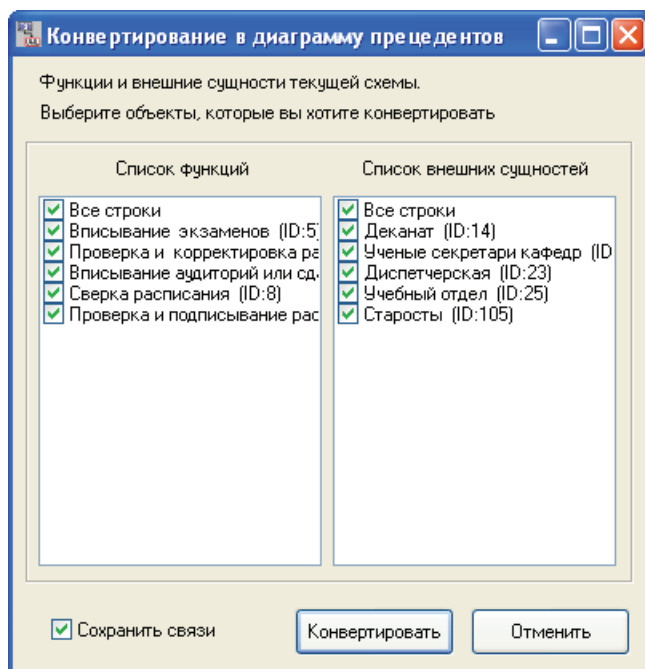 Конвертирование в диаграмму прецедентов
Функции и внешние сущности текущей схемы.
Выберите объекты, которые вы хотите конвертировать
Список функций
Все строки
Вписывание экзаменов (ID:5)
Проверка и корректировка ра
Вписывание аудиторий или сд
Сверка расписания (ID:8)
Проверка и подписывание рас
Список внешних сущностей
Все строки
Деканат (ID:14)
Ученые секретари кафедр (ID
Диспетчерская (ID:23)
Учебный отдел (ID:25)
Старосты (ID:105)
Сохранить связи
Конвертировать
Отменить